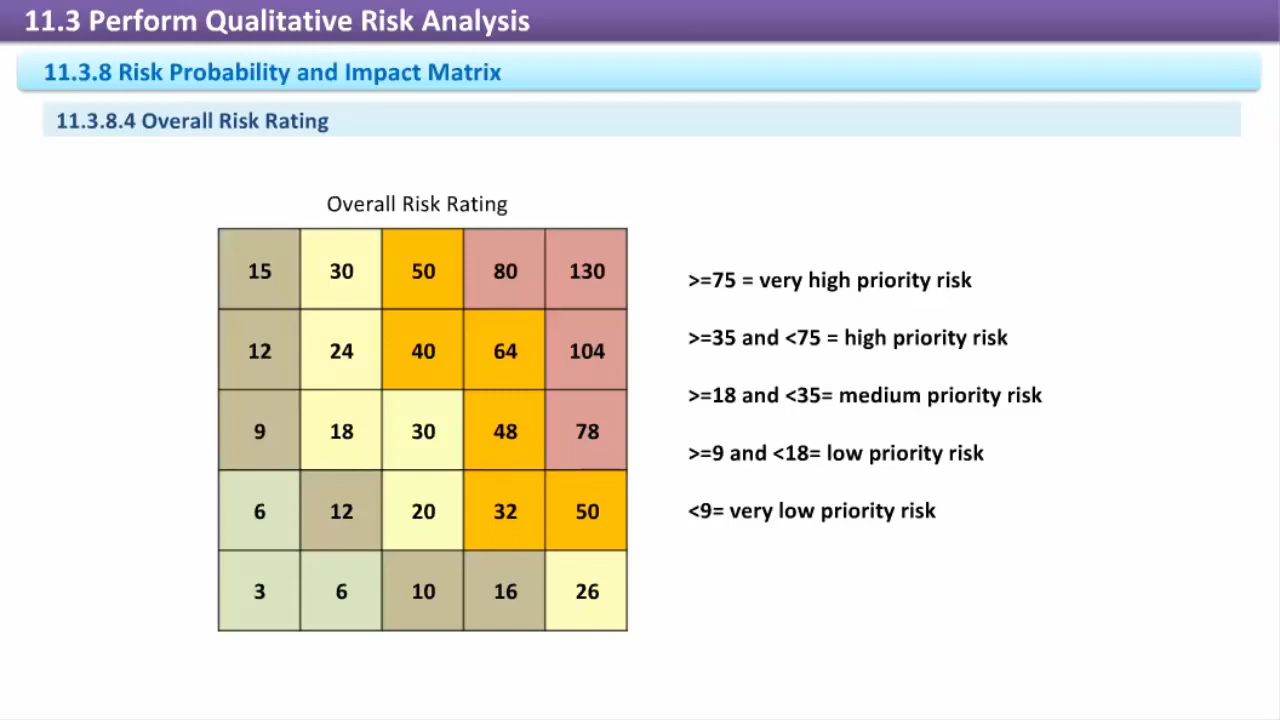 11.3 Perform Qualitative Risk Analysis
11.3.8 Risk Probability and Impact Matrix
11.3.8.4 Overall Risk Rating
Overall Risk Rating
15 30 50 80 130
12 24 40 64 104
9 18 30 48 78
6 12 20 32 50
3 6 10 16 26
>=75 = very high priority risk
>=35 and <75 = high priority risk
>=18 and <35= medium priority risk
>=9 and <18= low priority risk
<9= very low priority risk